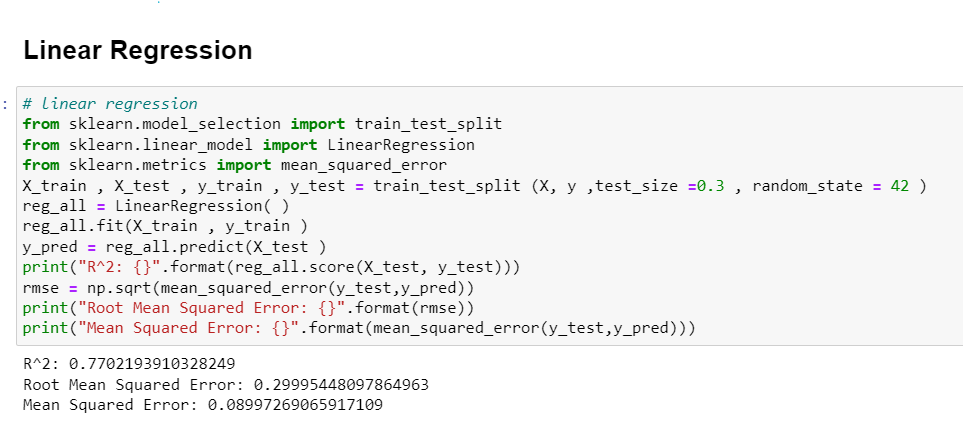 Linear Regression
:
# linear regression
from sklearn.model_selection import train_test_split
from sklearn.linear_model import LinearRegression
from sklearn.metrics import mean_squared_error
X_train , X_test , y_train , y_test = train_test_split (X, y ,test_size =0.3 , random_state = 42 )
reg_all = LinearRegression( )
reg_all.fit(X_train , y_train )
y_pred = reg_all.predict(X_test )
print("R^2: {}".format(reg_all.score(X_test, y_test)))
rmse = np.sqrt(mean_squared_error(y_test,y_pred))
print("Root Mean Squared Error: {}".format(rmse))
print("Mean Squared Error: {}".format(mean_squared_error(y_test,y_pred)))
R^2: 0.7702193910328249
Root Mean Squared Error: 0.29995448097864963
Mean Squared Error: 0.08997269065917109